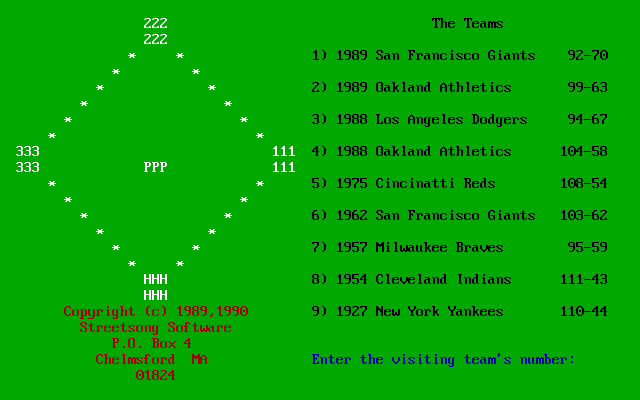 222
222
* *
* *
* *
* *
* *
* *
333 111
333 PPP 111
* *
* *
* *
* *
* *
HHH
HHH
Copyright (c) 1989,1990
Streetsong Software
P.O. Box 4
Chelmsford MA
01824
The Teams
1) 1989 San Francisco Giants 92-70
2) 1989 Oakland Athletics 99-63
3) 1988 Los Angeles Dodgers 94-67
4) 1988 Oakland Athletics 104-58
5) 1975 Cincinatti Reds 108-54
6) 1962 San Francisco Giants 103-62
7) 1957 Milwaukee Braves 95-59
8) 1954 Cleveland Indians 111-43
9) 1927 New York Yankees 110-44
Enter the visiting team's number: